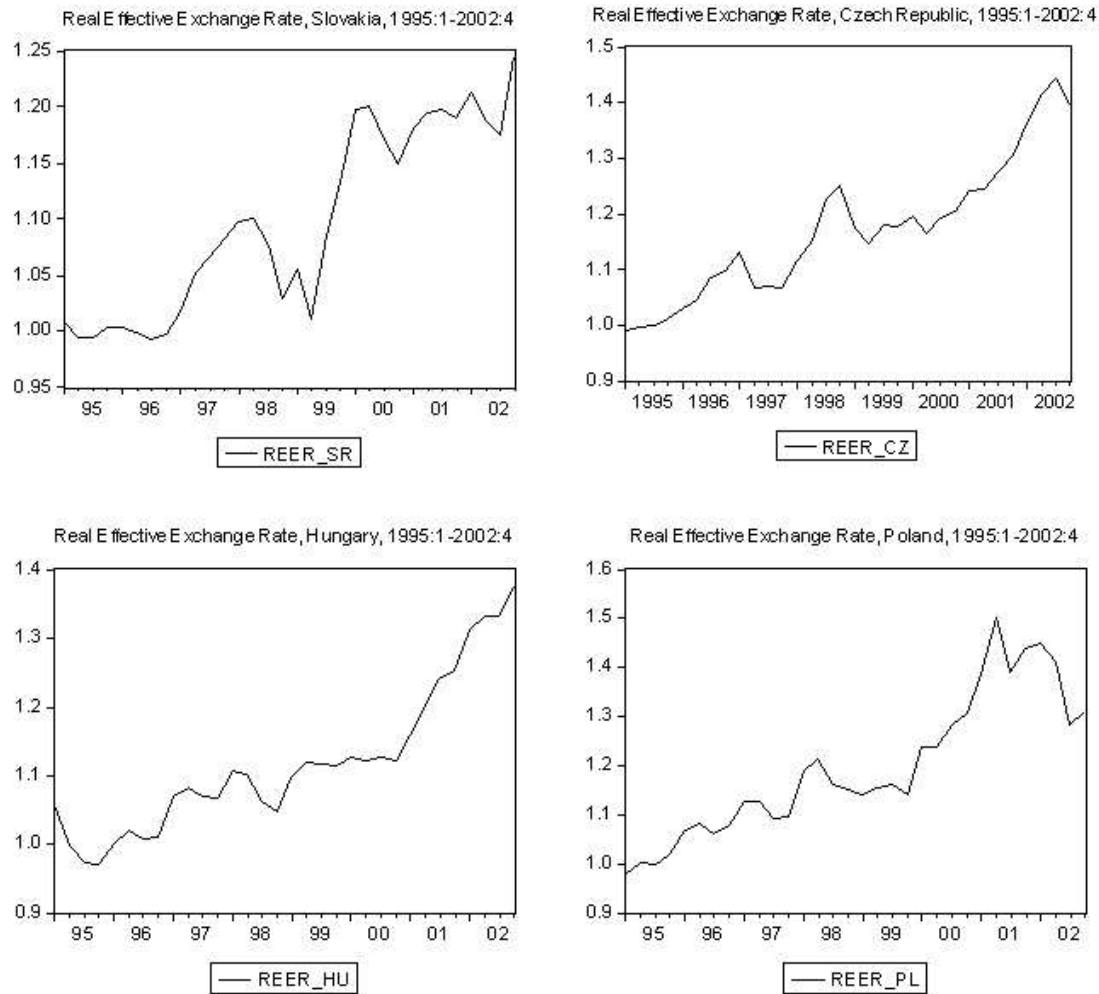 Real Effective Exchange Rate, Slovakia, 1995:1-2002:4
1.25
1.20
1.15
1.10
1.05
1.00
0.95
95 96 97 98 99 00 01 02
REER_SR
Real Effective Exchange Rate, Czech Republic, 1995:1-2002:4
1.5
1.4
1.3
1.2
1.1
1.0
0.9
1995 1996 1997 1998 1999 2000 2001 2002
REER_CZ
Real Effective Exchange Rate, Hungary, 1995:1-2002:4
1.4
1.3
1.2
1.1
1.0
0.9
95 96 97 98 99 00 01 02
REER_HU
Real Effective Exchange Rate, Poland, 1995:1-2002:4
1.6
1.5
1.4
1.3
1.2
1.1
1.0
0.9
95 96 97 98 99 00 01 02
REER_PL